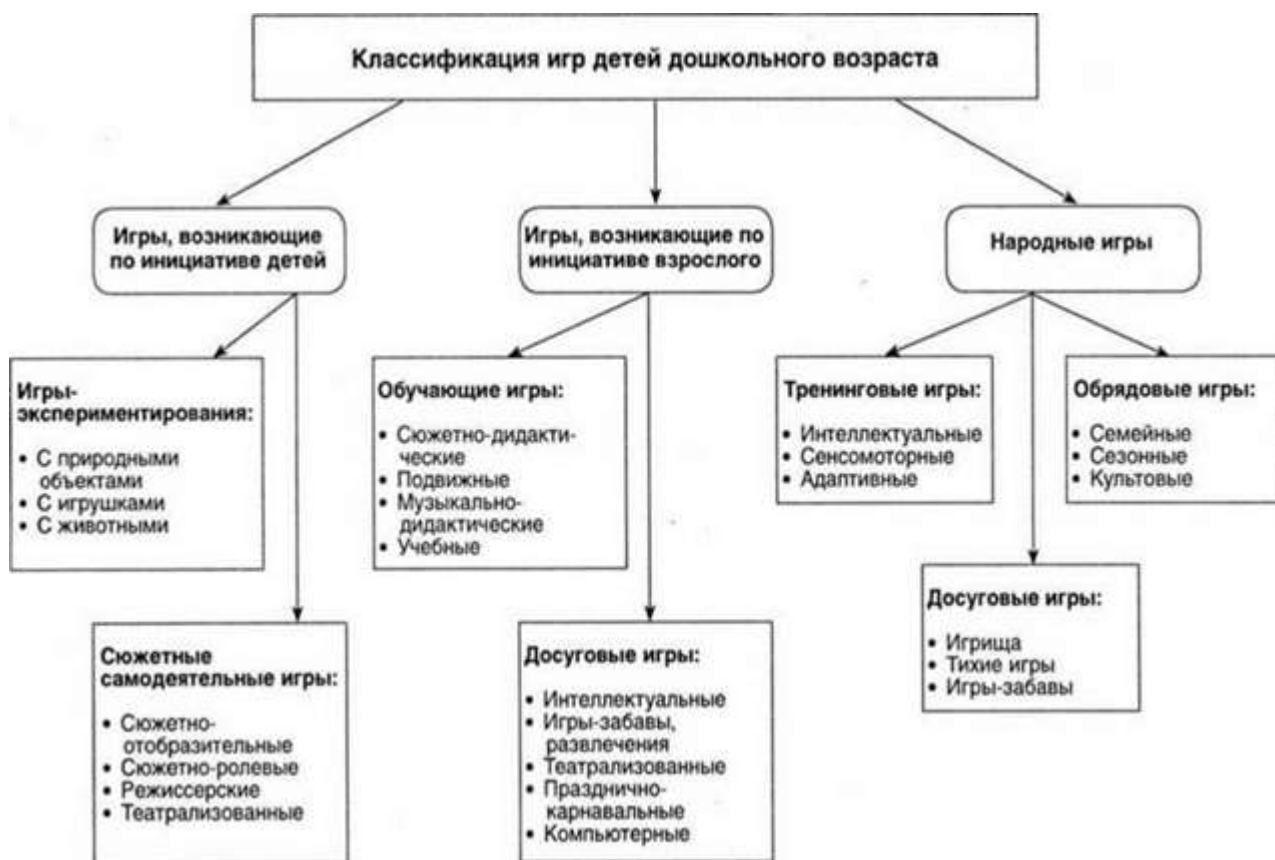 Классификация игр детей дошкольного возраста
Игры, возникающие
по инициативе детей
Игры, возникающие по
инициативе взрослого
Народные игры
Игры-
экспериментирования:
• С природными
объектами
• С игрушками
• С животными
Обучающие игры:
• Сюжетно-дидакти-
ческие
• Подвижные
• Музыкально-
дидактические
• Учебные
Тренинговые игры:
• Интеллектуальные
• Сенсомоторные
• Адаптивные
Обрядовые игры:
• Семейные
• Сезонные
• Культовые
Сюжетные
самодеятельные игры:
• Сюжетно-
отобразительные
• Сюжетно-ролевые
• Режиссерские
• Театрализованные
Досуговые игры:
• Интеллектуальные
• Игры-забавы,
развлечения
• Театрализованные
• Празднично-
карнавальные
• Компьютерные
Досуговые игры:
• Игрища
• Тихие игры
• Игры-забавы